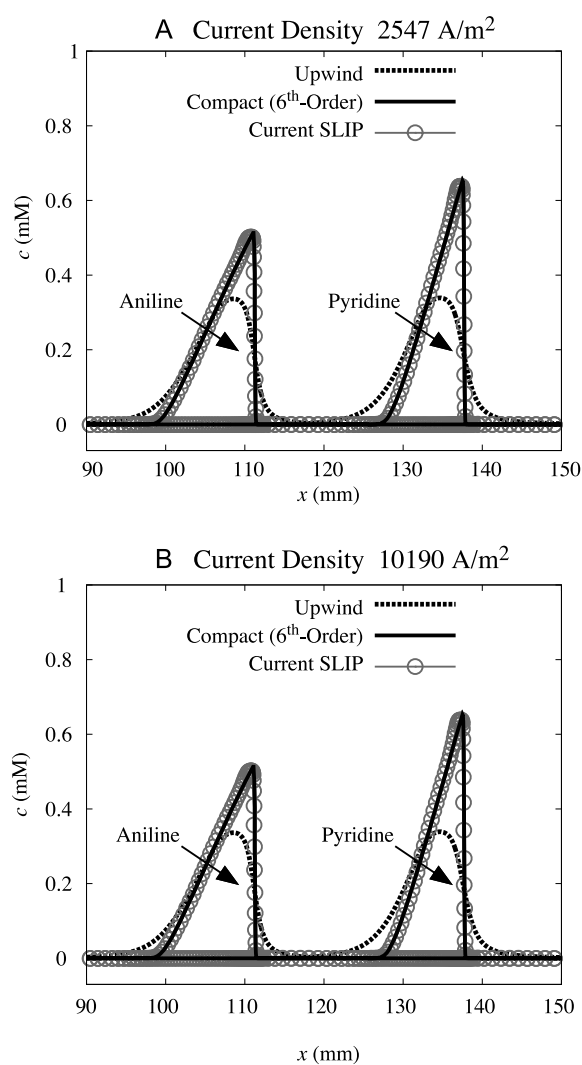 A Current Density 2547 A/m²
1
Upwind
Compact (6th-Order)
0.8
Current SLIP
0.6
c (mM)
0.4
Aniline
Pyridine
0.2
0
90 100 110 120 130 140 150
x (mm)
B Current Density 10190 A/m²
1
Upwind
Compact (6th-Order)
0.8
Current SLIP
0.6
c (mM)
0.4
Aniline
Pyridine
0.2
0
90 100 110 120 130 140 150
x (mm)